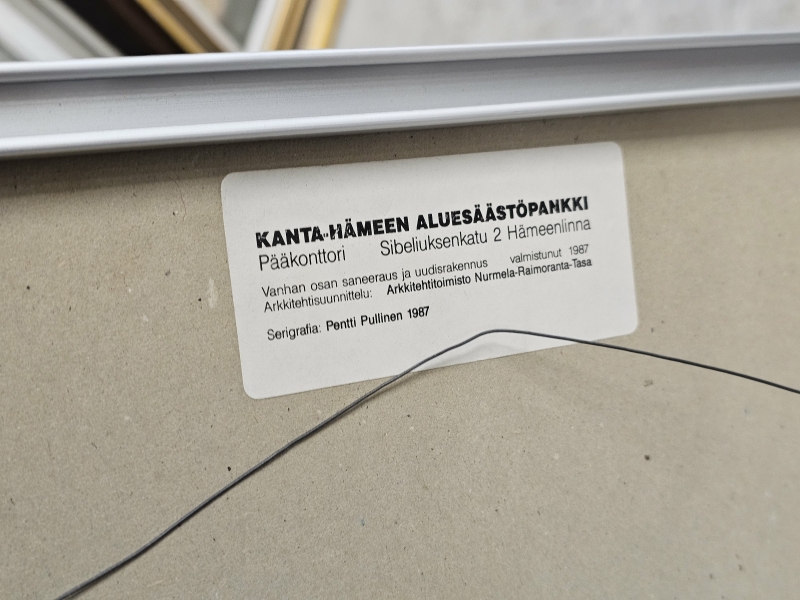 KANTA-HÄMEEN ALUESÄÄSTÖPANKKI
Pääkonttori Sibeliuksenkatu 2 Hämeenlinna
Vanhan osan saneeraus ja uudisrakennus valmistunut 1987
Arkkitehtisuunnittelu: Arkkitehtitoimisto Nurmela-Raimoranta-Tasa
Serigrafia: Pentti Pullinen 1987